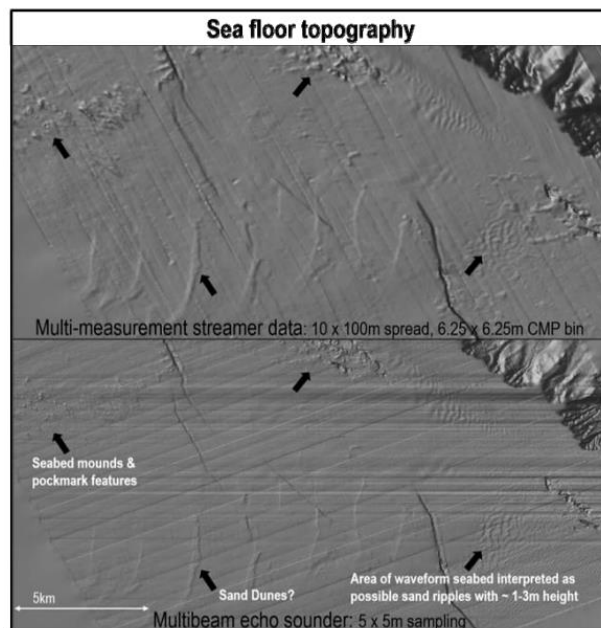 Sea floor topography
Multi-measurement streamer data: 10 x 100m spread, 6.25 x 6.25m CMP bin
Seabed mounds &
pockmark features
Sand Dunes?
Area of waveform seabed interpreted as
possible sand ripples with ~ 1-3m height
5km
Multibeam echo sounder: 5 x 5m sampling